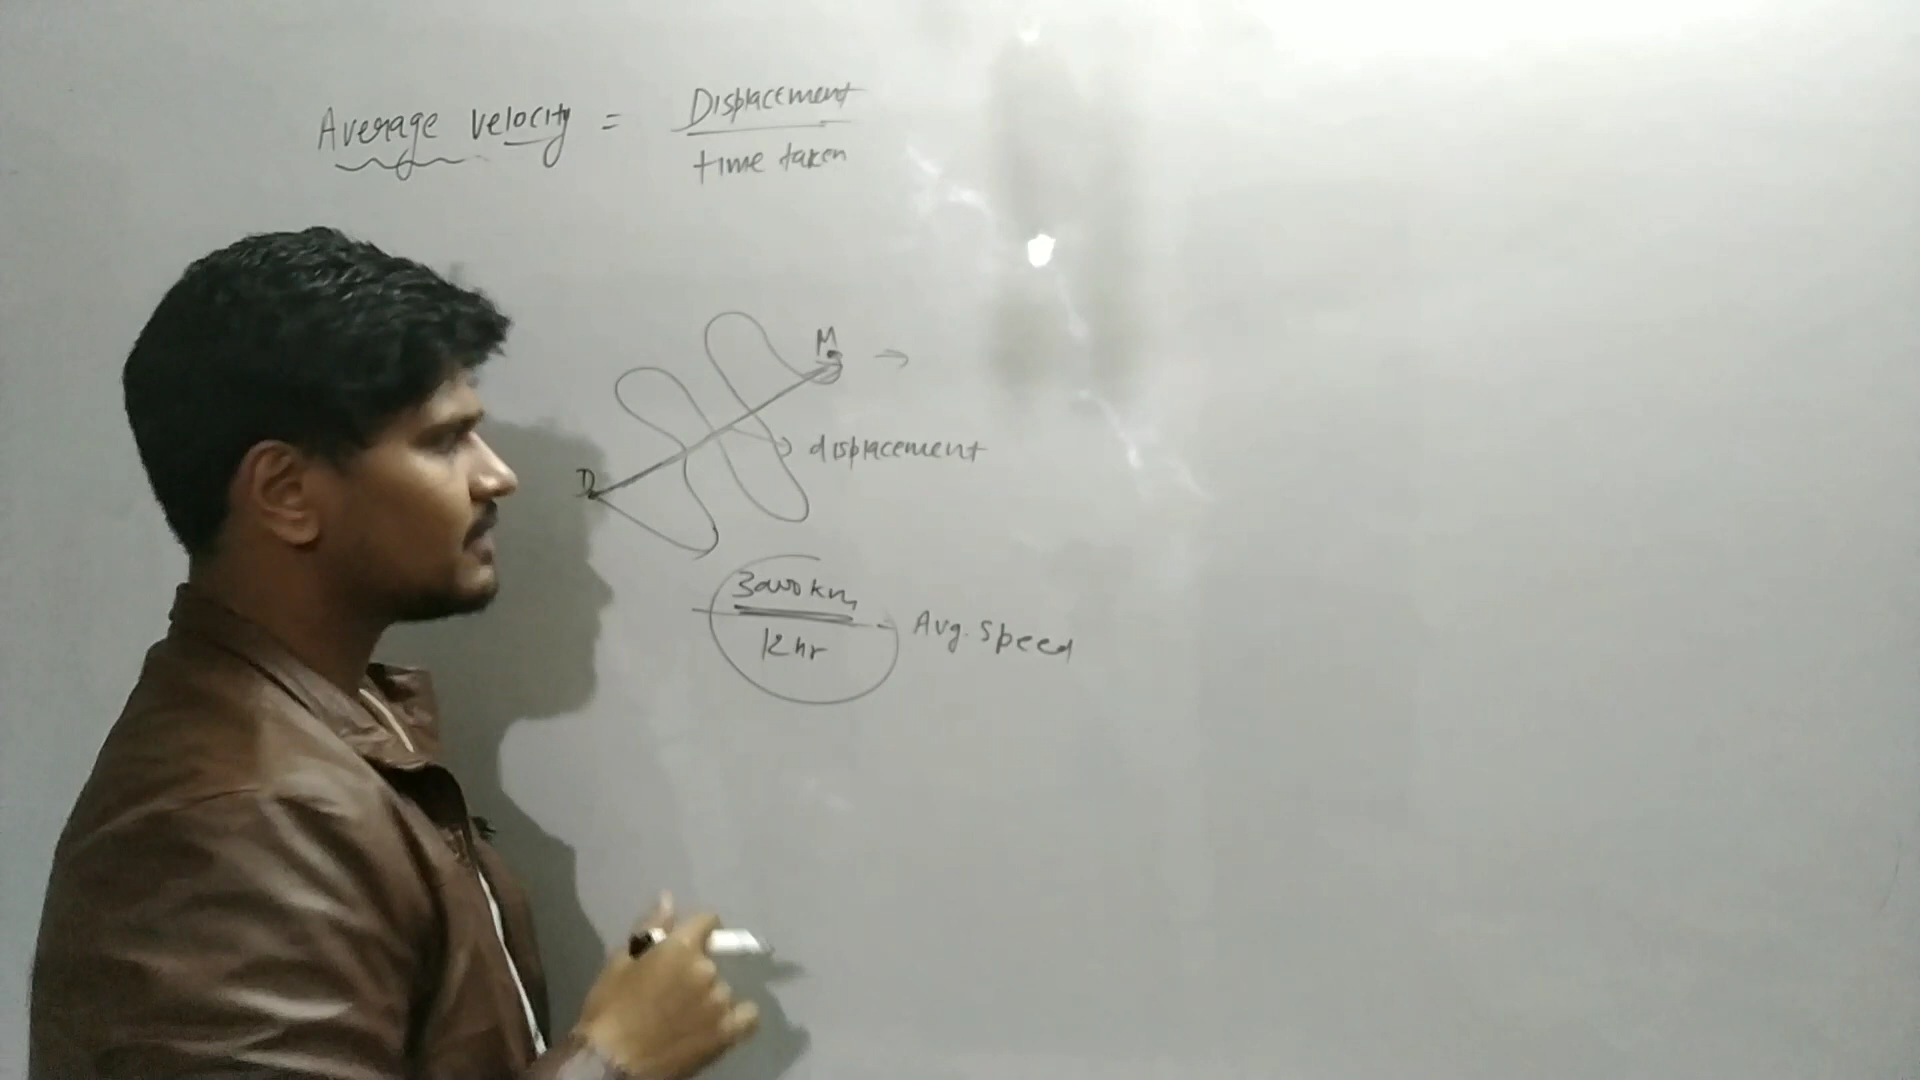 Average velocity = Displacement
time taken
M
D
displacement
3000 km
12 hr
Avg. Speed